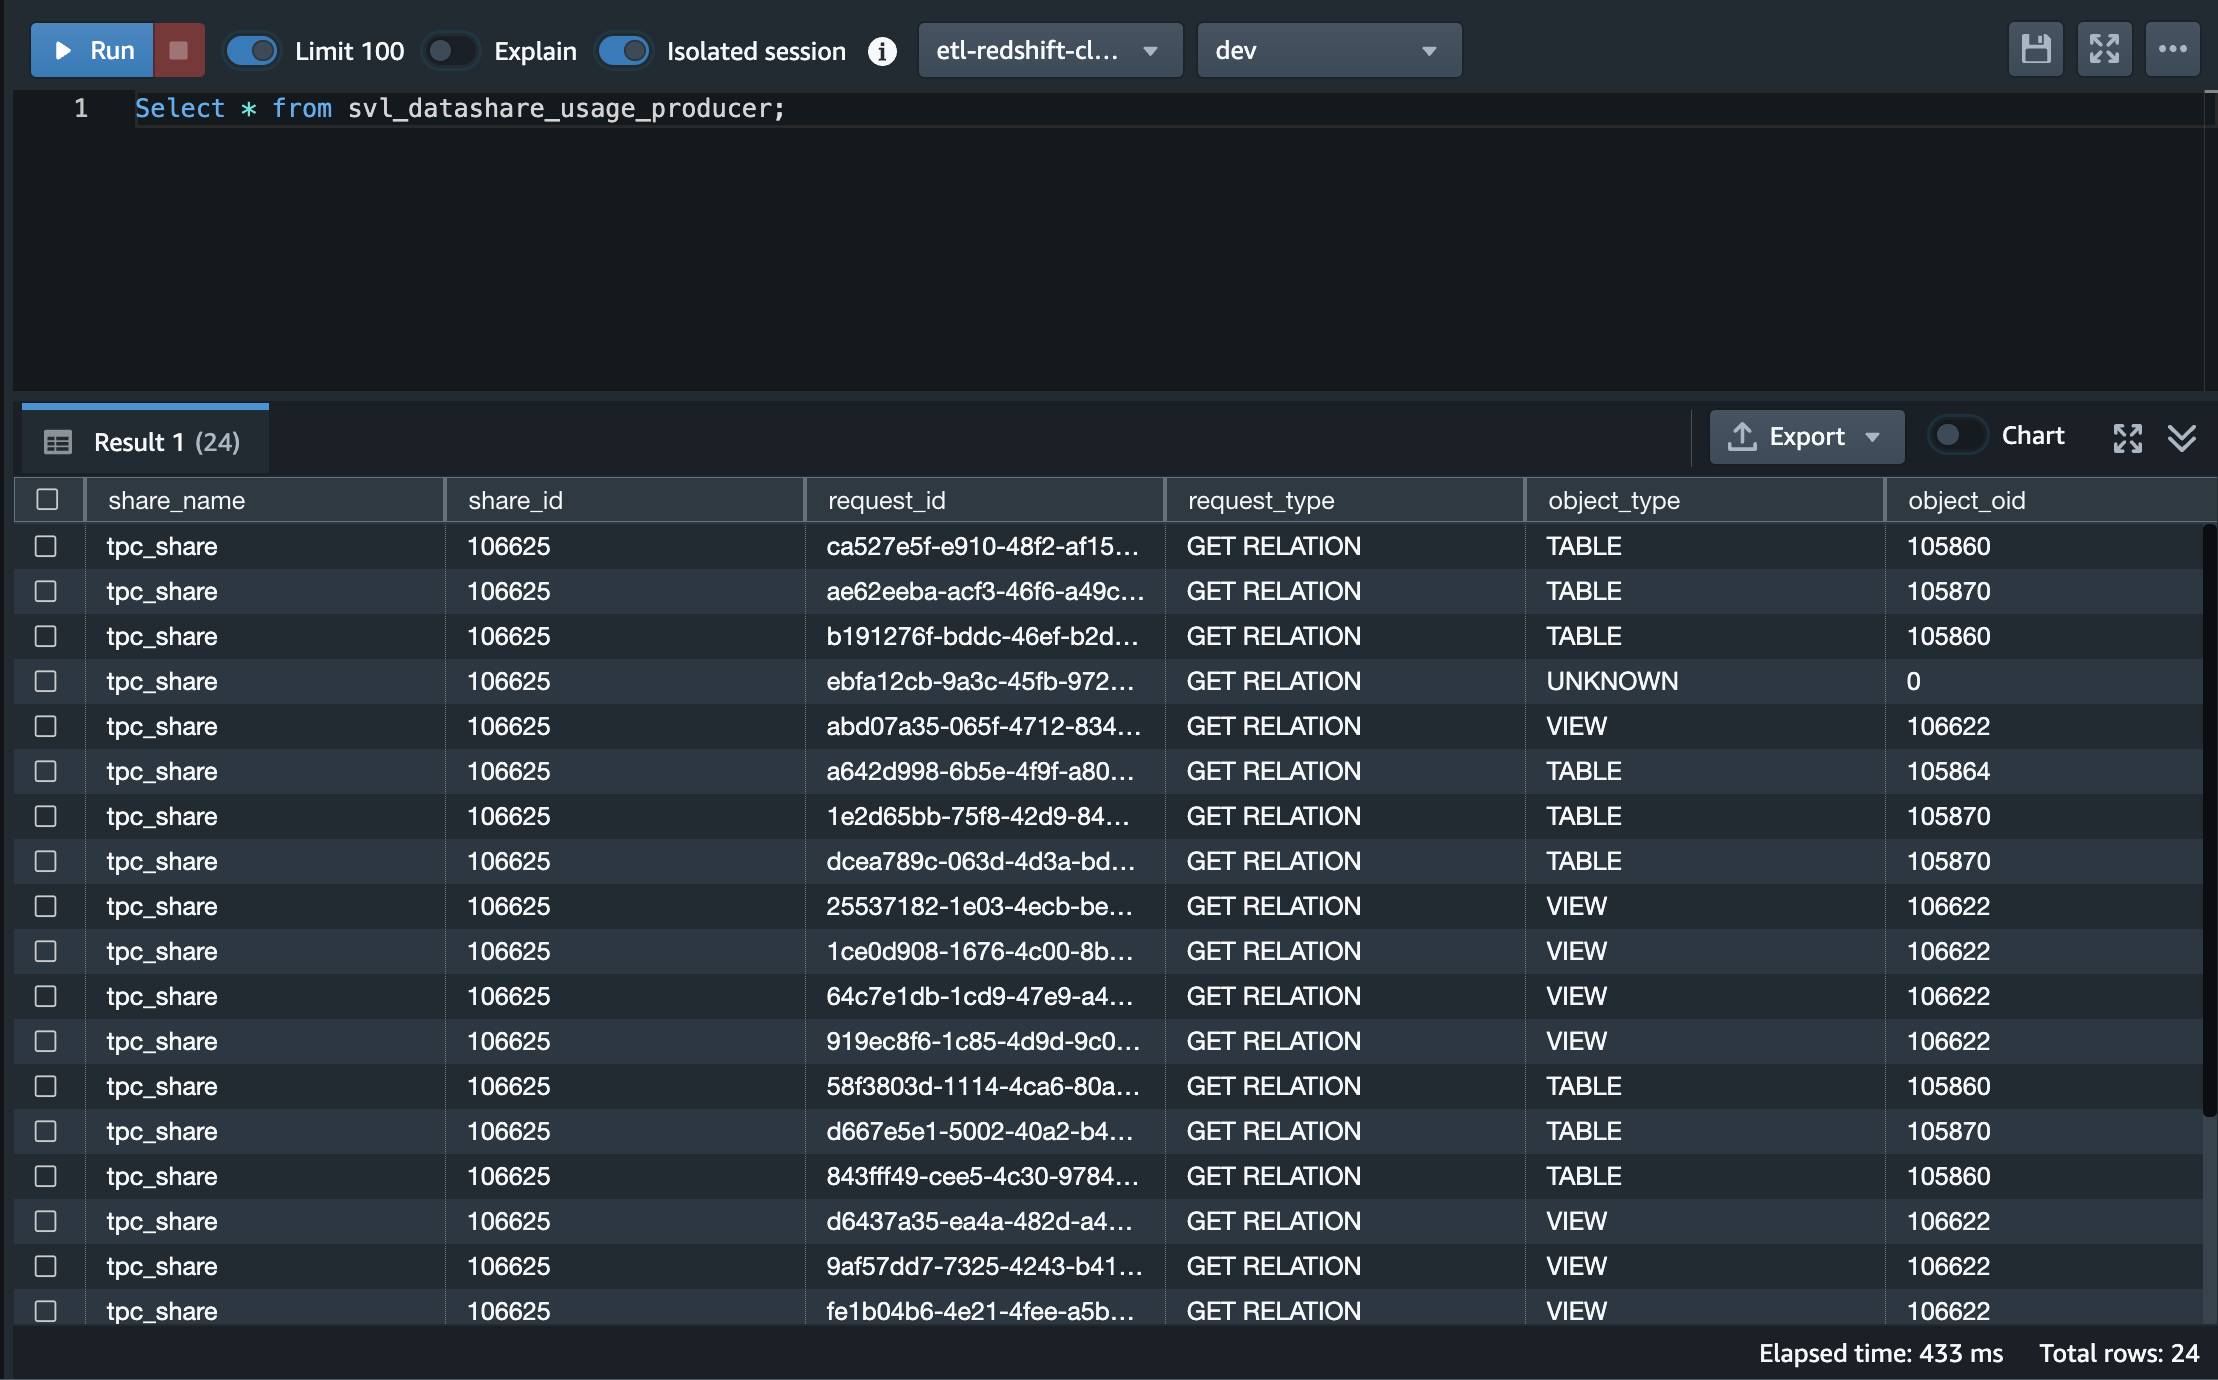 Run Limit 100 Explain Isolated session i etl-redshift-cl... dev
1 Select * from svl_datashare_usage_producer;
Result 1 (24) Export Chart
share_name share_id request_id request_type object_type object_oid
tpc_share 106625 ca527e5f-e910-48f2-af15... GET RELATION TABLE 105860
tpc_share 106625 ae62eeba-acf3-46f6-a49c... GET RELATION TABLE 105870
tpc_share 106625 b191276f-bddc-46ef-b2d... GET RELATION TABLE 105860
tpc_share 106625 ebfa12cb-9a3c-45fb-972... GET RELATION UNKNOWN 0
tpc_share 106625 abd07a35-065f-4712-834... GET RELATION VIEW 106622
tpc_share 106625 a642d998-6b5e-4f9f-a80... GET RELATION TABLE 105864
tpc_share 106625 1e2d65bb-75f8-42d9-84... GET RELATION TABLE 105870
tpc_share 106625 dcea789c-063d-4d3a-bd... GET RELATION TABLE 105870
tpc_share 106625 25537182-1e03-4ecb-be... GET RELATION VIEW 106622
tpc_share 106625 1ce0d908-1676-4c00-8b... GET RELATION VIEW 106622
tpc_share 106625 64c7e1db-1cd9-47e9-a4... GET RELATION VIEW 106622
tpc_share 106625 919ec8f6-1c85-4d9d-9c0... GET RELATION VIEW 106622
tpc_share 106625 58f3803d-1114-4ca6-80a... GET RELATION TABLE 105860
tpc_share 106625 d667e5e1-5002-40a2-b4... GET RELATION TABLE 105870
tpc_share 106625 843fff49-cee5-4c30-9784... GET RELATION TABLE 105860
tpc_share 106625 d6437a35-ea4a-482d-a4... GET RELATION VIEW 106622
tpc_share 106625 9af57dd7-7325-4243-b41... GET RELATION VIEW 106622
tpc_share 106625 fe1b04b6-4e21-4fee-a5b... GET RELATION VIEW 106622
Elapsed time: 433 ms Total rows: 24